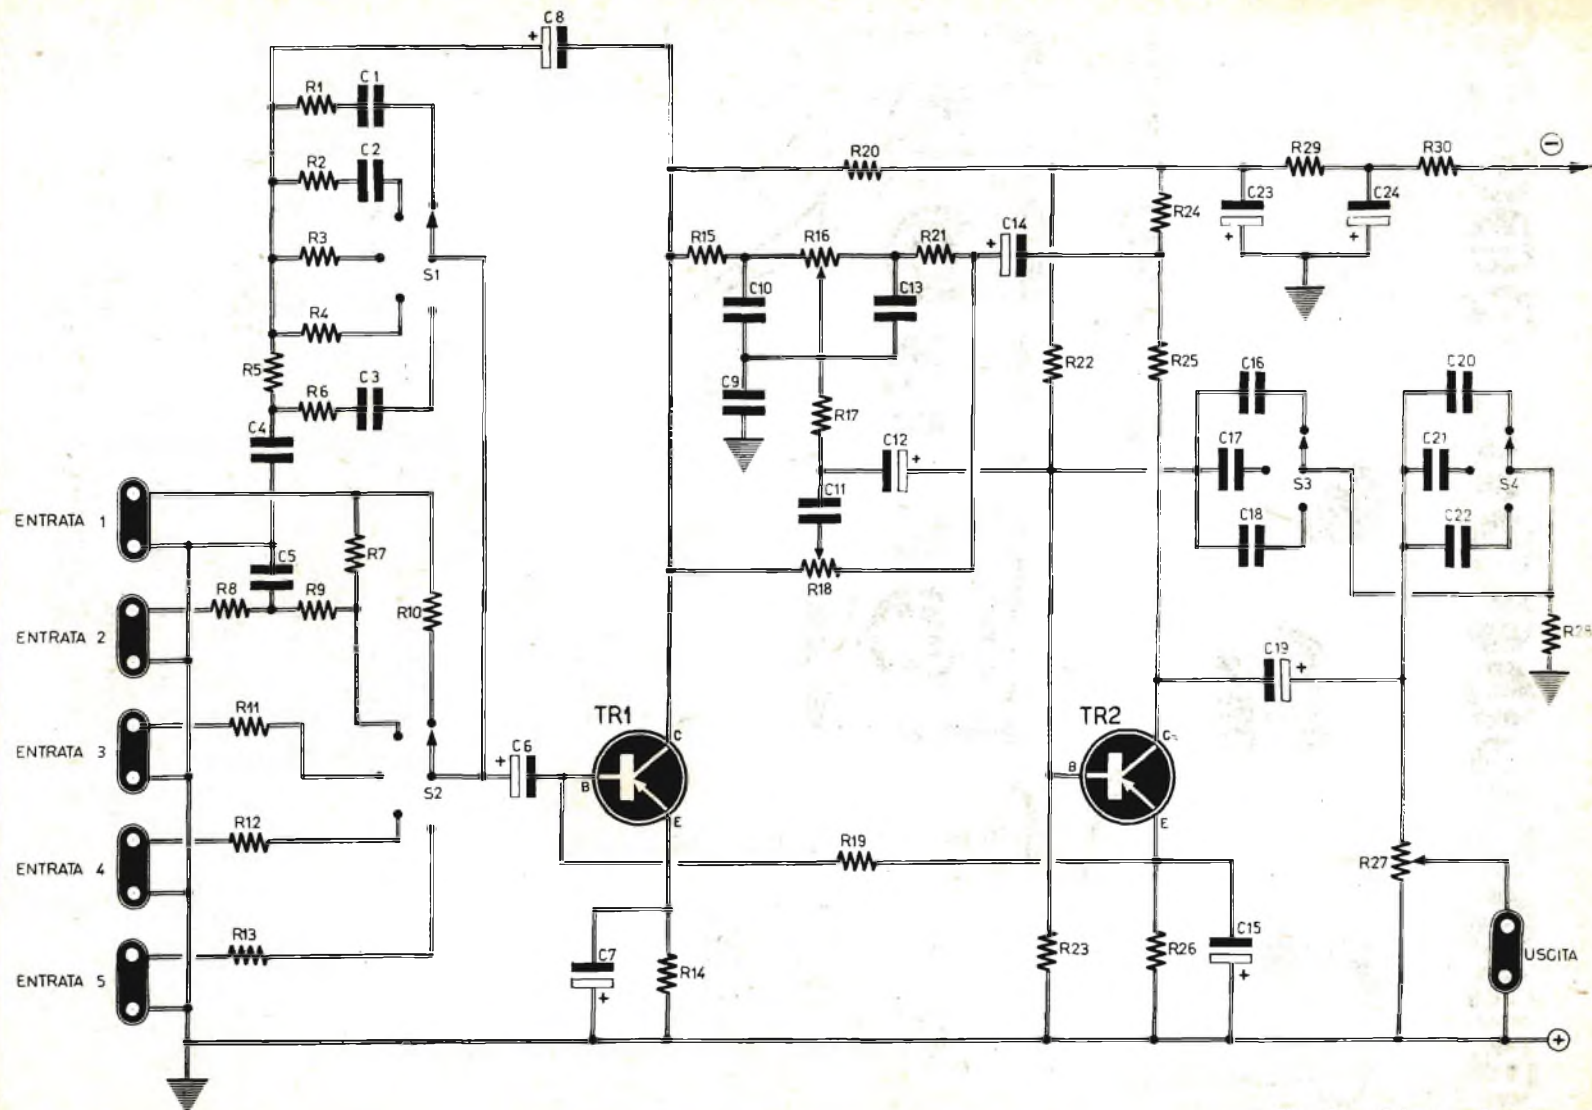 C8
+
R1
C1
R2
C2
R3
S1
R4
R5
R6
C3
C4
R20
R29
R30
−
C23
+
C24
+
R24
R15
R16
R21
+
C14
C10
C13
C9
R17
C12
+
C11
R18
R22
R25
C16
C17
S3
C18
C20
C21
S4
C22
R28
ENTRATA 1
R7
C5
R8
R9
R10
ENTRATA 2
R11
ENTRATA 3
S2
+
C6
TR1
C
B
E
TR2
C
B
E
C19
+
R12
ENTRATA 4
R19
R27
R13
ENTRATA 5
C7
+
R14
R23
R26
C15
+
USCITA
+